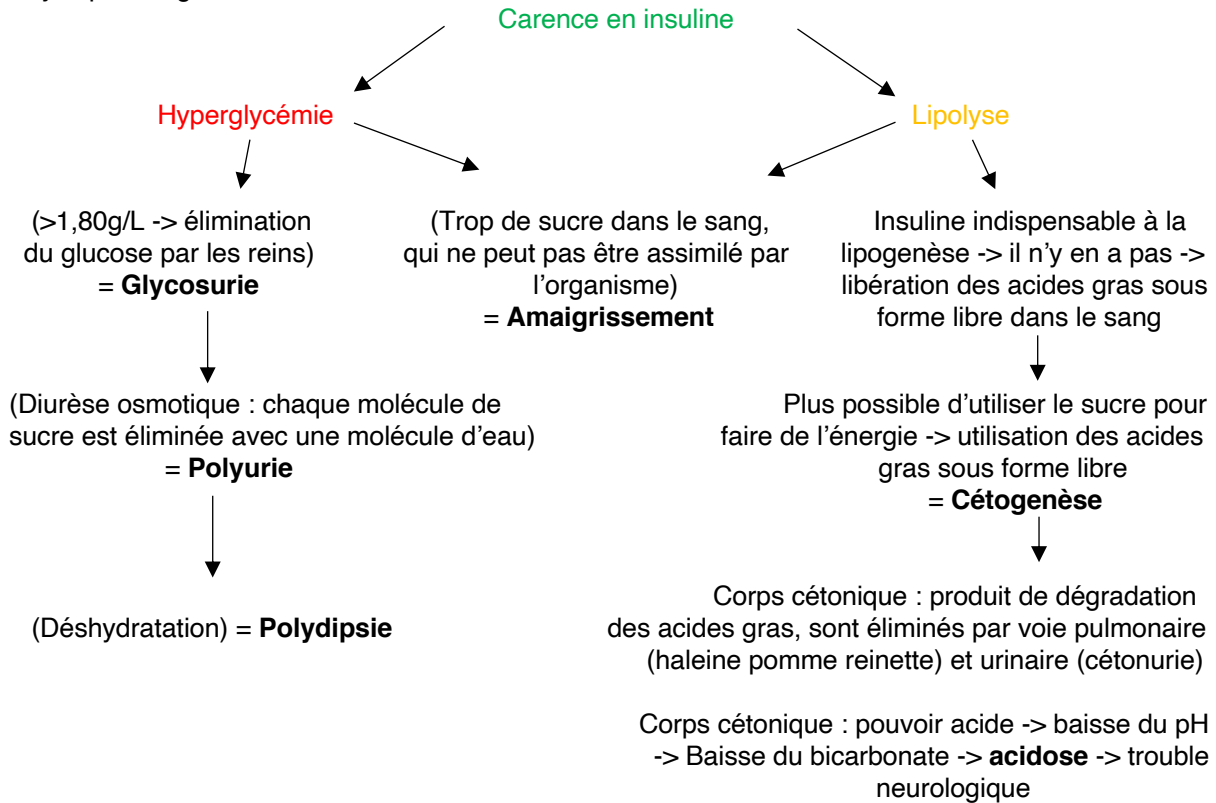 Carence en insuline
Hyperglycémie
Lipolyse
(>1,80g/L -> élimination
du glucose par les reins)
= Glycosurie
(Trop de sucre dans le sang,
qui ne peut pas être assimilé par
l'organisme)
= Amaigrissement
Insuline indispensable à la
lipogenèse -> il n'y en a pas ->
libération des acides gras sous
forme libre dans le sang
(Diurèse osmotique : chaque molécule de
sucre est éliminée avec une molécule d'eau)
= Polyurie
Plus possible d'utiliser le sucre pour
faire de l'énergie -> utilisation des acides
gras sous forme libre
= Cétogenèse
(Déshydratation) = Polydipsie
Corps cétonique : produit de dégradation
des acides gras, sont éliminés par voie pulmonaire
(haleine pomme reinette) et urinaire (cétonurie)
Corps cétonique : pouvoir acide -> baisse du pH
-> Baisse du bicarbonate -> acidose -> trouble
neurologique